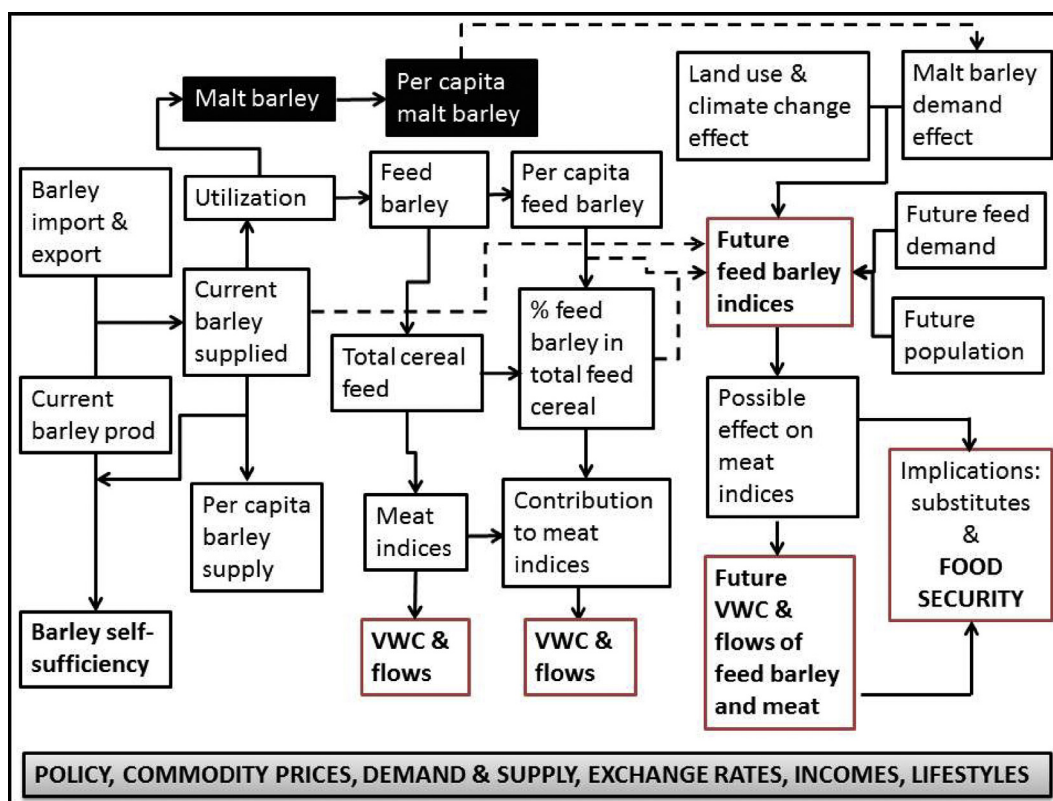 Malt barley
Per capita
malt barley
Land use &
climate change
effect
Malt barley
demand
effect
Barley
import &
export
Utilization
Feed
barley
Per capita
feed barley
Future
feed barley
indices
Future feed
demand
Current
barley
supplied
Total cereal
feed
% feed
barley in
total feed
cereal
Future
population
Current
barley prod
Possible
effect on
meat
indices
Per capita
barley
supply
Meat
indices
Contribution
to meat
indices
Implications:
substitutes
&
FOOD
SECURITY
Barley self-
sufficiency
VWC &
flows
VWC &
flows
Future
VWC &
flows of
feed barley
and meat
POLICY, COMMODITY PRICES, DEMAND & SUPPLY, EXCHANGE RATES, INCOMES, LIFESTYLES